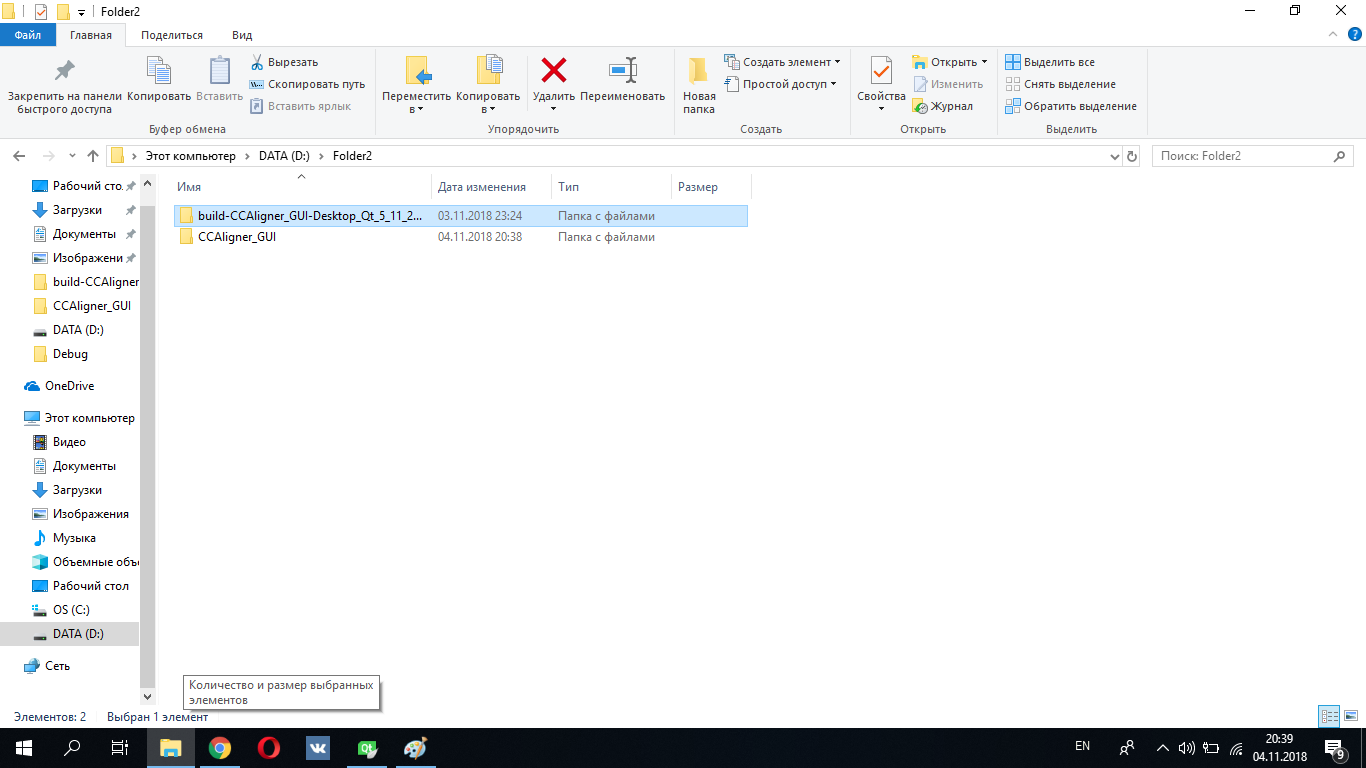 Folder2
Файл Главная Поделиться Вид
Закрепить на панели быстрого доступа
Копировать
Вставить
Вырезать
Скопировать путь
Вставить ярлык
Буфер обмена
Переместить в
Копировать в
Удалить
Переименовать
Упорядочить
Новая папка
Создать элемент
Простой доступ
Создать
Свойства
Открыть
Изменить
Журнал
Открыть
Выделить все
Снять выделение
Обратить выделение
Выделить
Этот компьютер DATA (D:) Folder2
Поиск: Folder2
Рабочий сто.
Загрузки
Документы
Изображени
build-CCAligner
CCAligner_GUI
DATA (D:)
Debug
OneDrive
Этот компьютер
Видео
Документы
Загрузки
Изображения
Музыка
Объемные объ
Рабочий стол
OS (C:)
DATA (D:)
Сеть
Имя Дата изменения Тип Размер
build-CCAligner_GUI-Desktop_Qt_5_11_2... 03.11.2018 23:24 Папка с файлами
CCAligner_GUI 04.11.2018 20:38 Папка с файлами
Количество и размер выбранных
элементов
Элементов: 2 Выбран 1 элемент
EN
20:39
04.11.2018
9